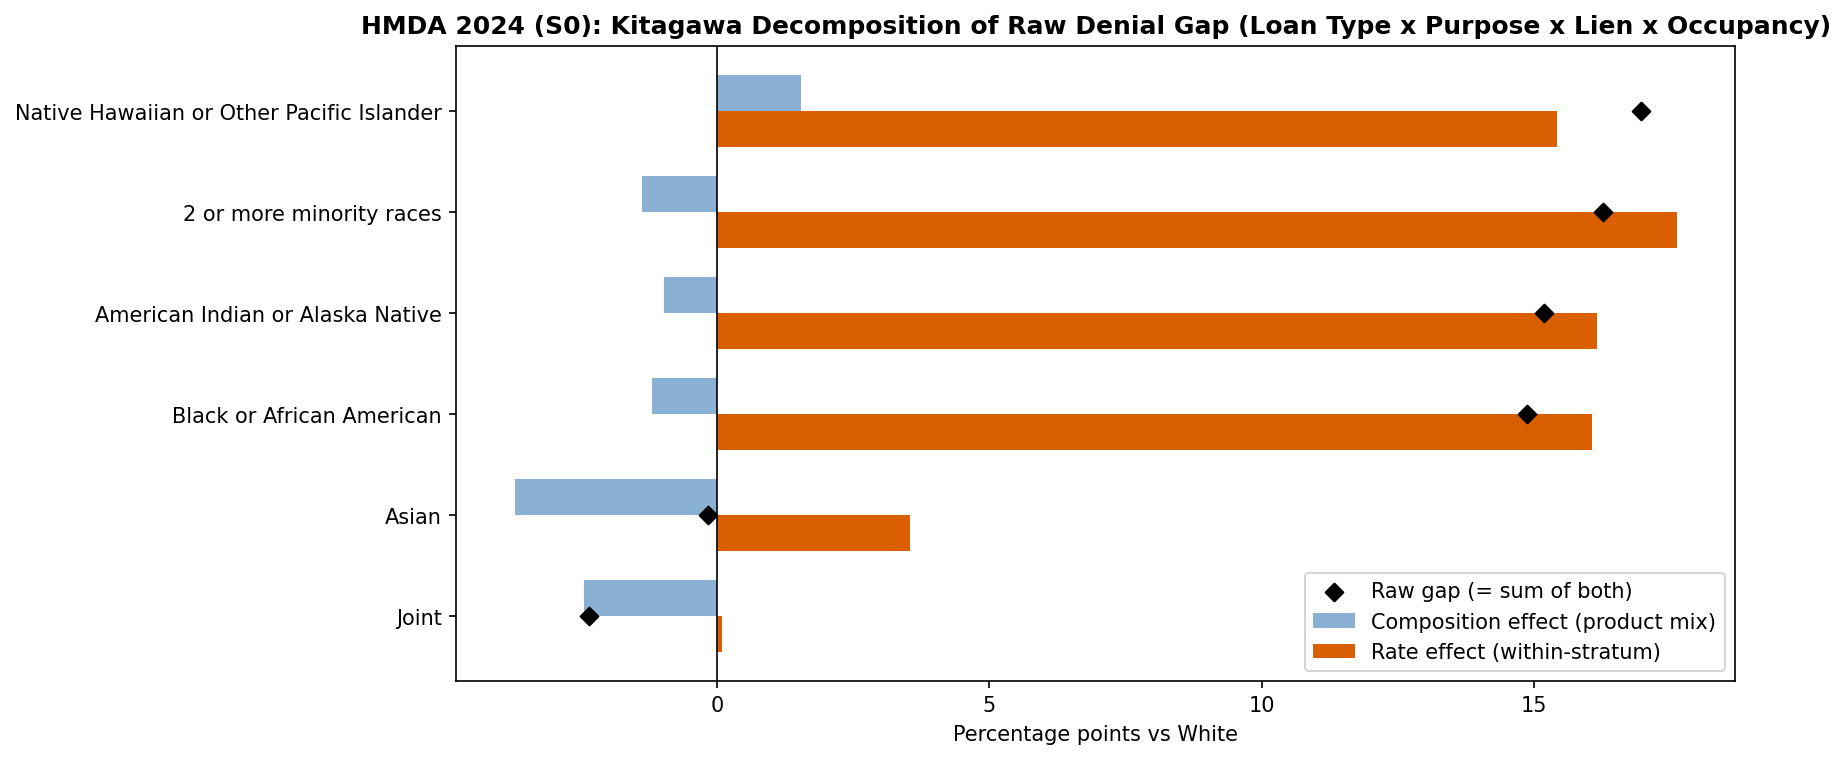 HMDA 2024 (S0): Kitagawa Decomposition of Raw Denial Gap (Loan Type x Purpose x Lien x Occupancy)
Native Hawaiian or Other Pacific Islander
2 or more minority races
American Indian or Alaska Native
Black or African American
Asian
Joint
Raw gap (= sum of both)
Composition effect (product mix)
Rate effect (within-stratum)
0 5 10 15
Percentage points vs White